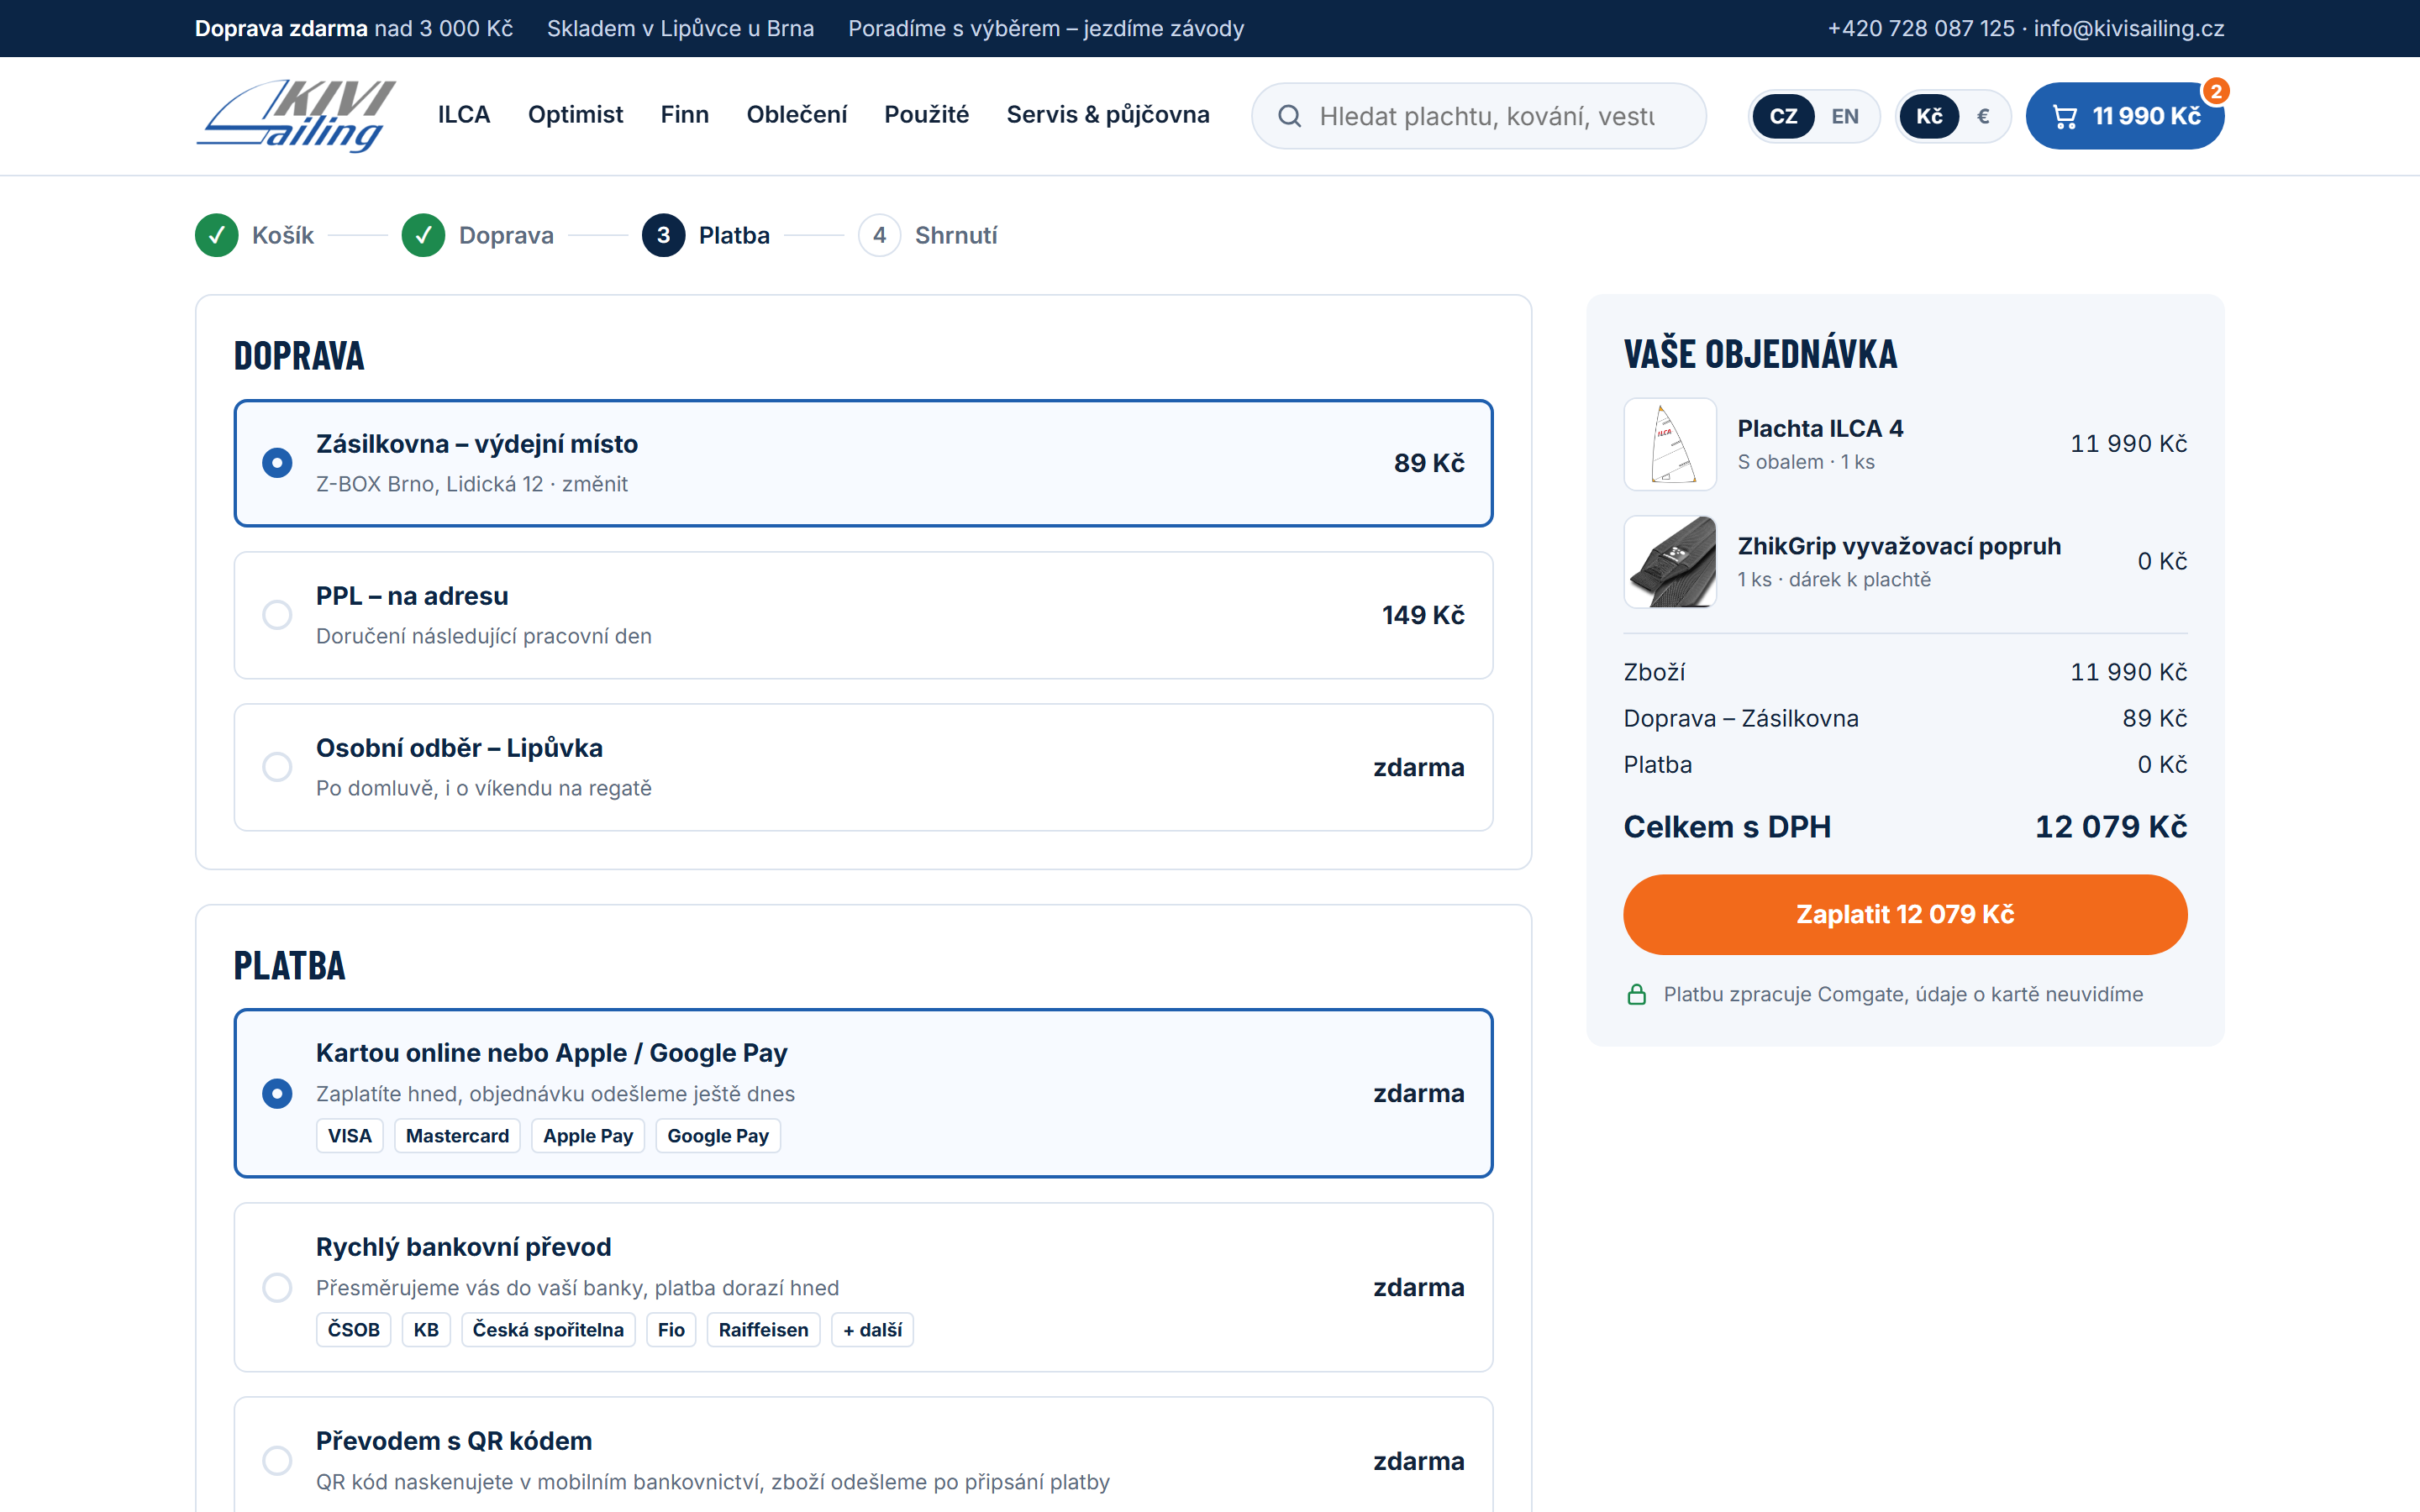 Doprava zdarma nad 3 000 Kč
Skladem v Lipůvce u Brna
Poradíme s výběrem – jezdíme závody
+420 728 087 125 · info@kivisailing.cz
KIVI
ailing
ILCA
Optimist
Finn
Oblečení
Použité
Servis & půjčovna
Hledat plachtu, kování, vestu
CZ
EN
Kč
€
11 990 Kč
2
Košík
Doprava
3
Platba
4
Shrnutí
DOPRAVA
Zásilkovna – výdejní místo
Z-BOX Brno, Lidická 12 · změnit
89 Kč
PPL – na adresu
Doručení následující pracovní den
149 Kč
Osobní odběr – Lipůvka
Po domluvě, i o víkendu na regatě
zdarma
PLATBA
Kartou online nebo Apple / Google Pay
Zaplatíte hned, objednávku odešleme ještě dnes
VISA
Mastercard
Apple Pay
Google Pay
zdarma
Rychlý bankovní převod
Přesměrujeme vás do vaší banky, platba dorazí hned
ČSOB
KB
Česká spořitelna
Fio
Raiffeisen
+ další
zdarma
Převodem s QR kódem
QR kód naskenujete v mobilním bankovnictví, zboží odešleme po připsání platby
zdarma
VAŠE OBJEDNÁVKA
ILCA
Plachta ILCA 4
S obalem · 1 ks
11 990 Kč
ZhikGrip vyvažovací popruh
1 ks · dárek k plachtě
0 Kč
Zboží
11 990 Kč
Doprava – Zásilkovna
89 Kč
Platba
0 Kč
Celkem s DPH
12 079 Kč
Zaplatit 12 079 Kč
Platbu zpracuje Comgate, údaje o kartě neuvidíme